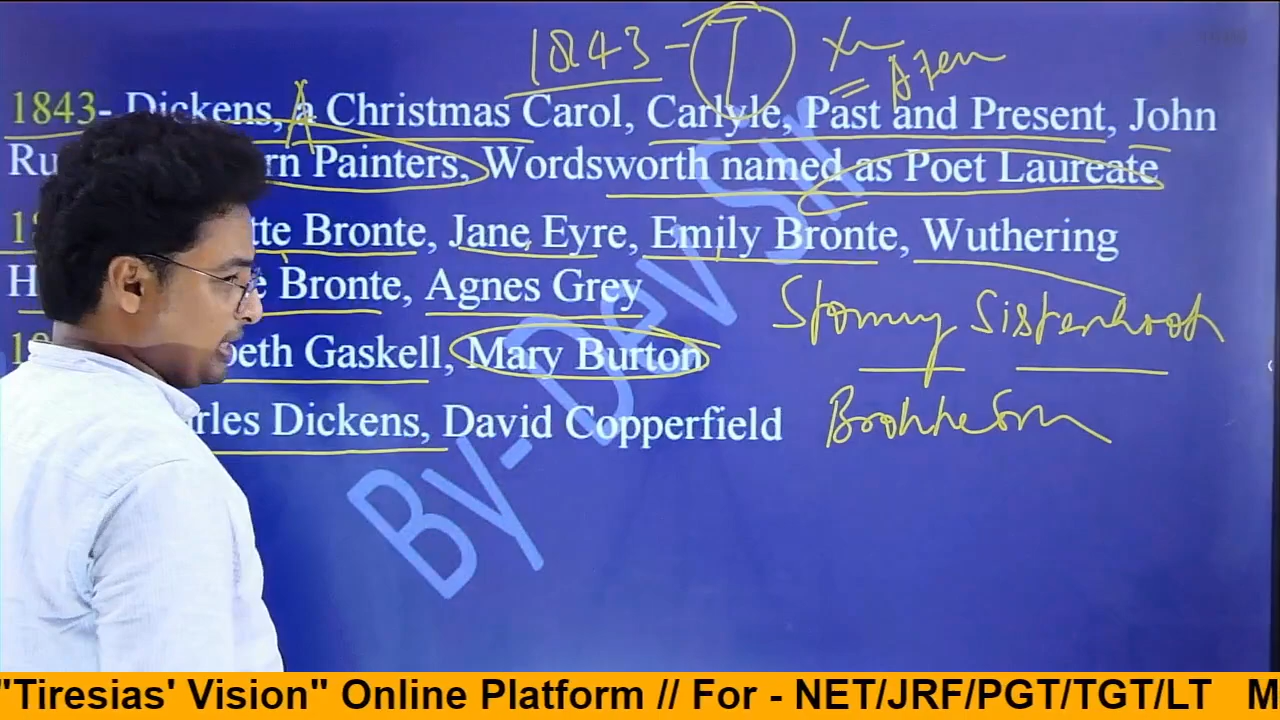 1843 - T
1843- Dickens, a Christmas Carol, Carlyle, Past and Present, John
Ru rn Painters, Wordsworth named as Poet Laureate
tte Bronte, Jane Eyre, Emily Bronte, Wuthering
H e Bronte, Agnes Grey
Stormy Sisterhood
beth Gaskell, Mary Burton
rles Dickens, David Copperfield
By- Dev Sir
"Tiresias' Vision" Online Platform // For - NET/JRF/PGT/TGT/LT M